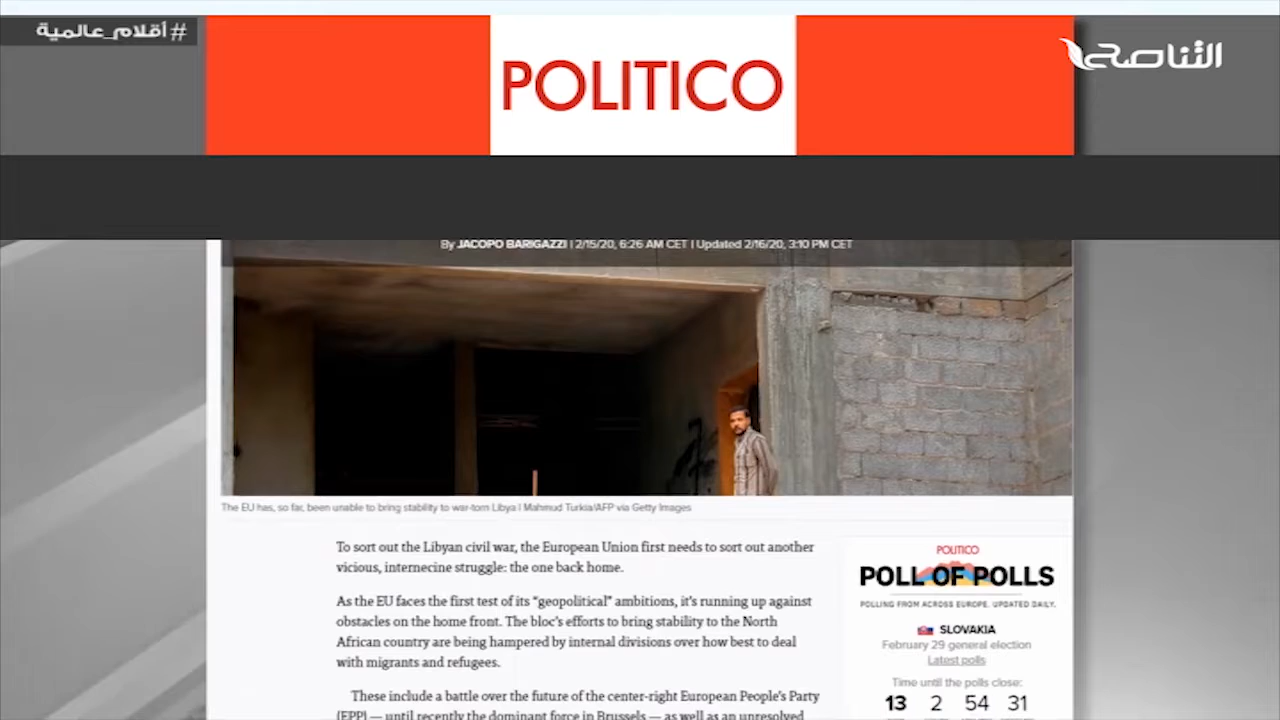 #أقلام_عالمية
التناصح
POLITICO
By JACOPO BARIGAZZI | 2/15/20, 6:26 AM CET | Updated 2/16/20, 3:10 PM CET
The EU has, so far, been unable to bring stability to war-torn Libya | Mahmud Turkia/AFP via Getty Images
To sort out the Libyan civil war, the European Union first needs to sort out another
vicious, internecine struggle: the one back home.
As the EU faces the first test of its “geopolitical” ambitions, it's running up against
obstacles on the home front. The bloc's efforts to bring stability to the North
African country are being hampered by internal divisions over how best to deal
with migrants and refugees.
These include a battle over the future of the center-right European People's Party
(EPP) — until recently the dominant force in Brussels — as well as an unresolved
POLITICO
POLL OF POLLS
POLLING FROM ACROSS EUROPE. UPDATED DAILY.
SLOVAKIA
February 29 general election
Latest polls
Time until the polls close:
13 2 54 31